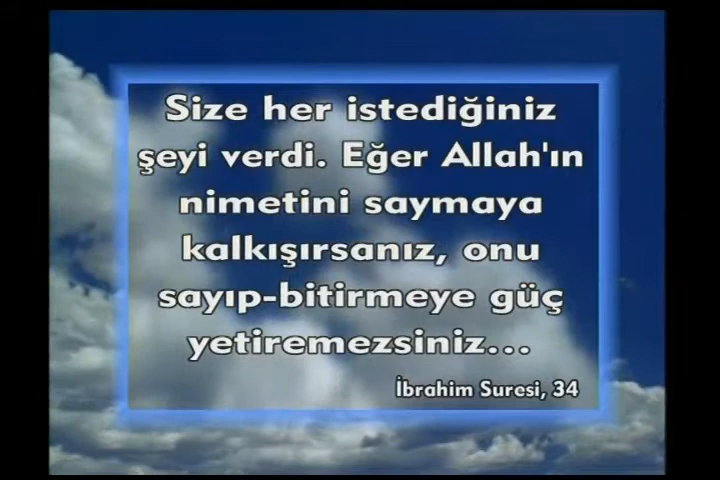 Size her istediğiniz
şeyi verdi. Eğer Allah'ın
nimetini saymaya
kalkışırsanız, onu
sayıp-bitirmeye güç
yetiremezsiniz...
İbrahim Suresi, 34